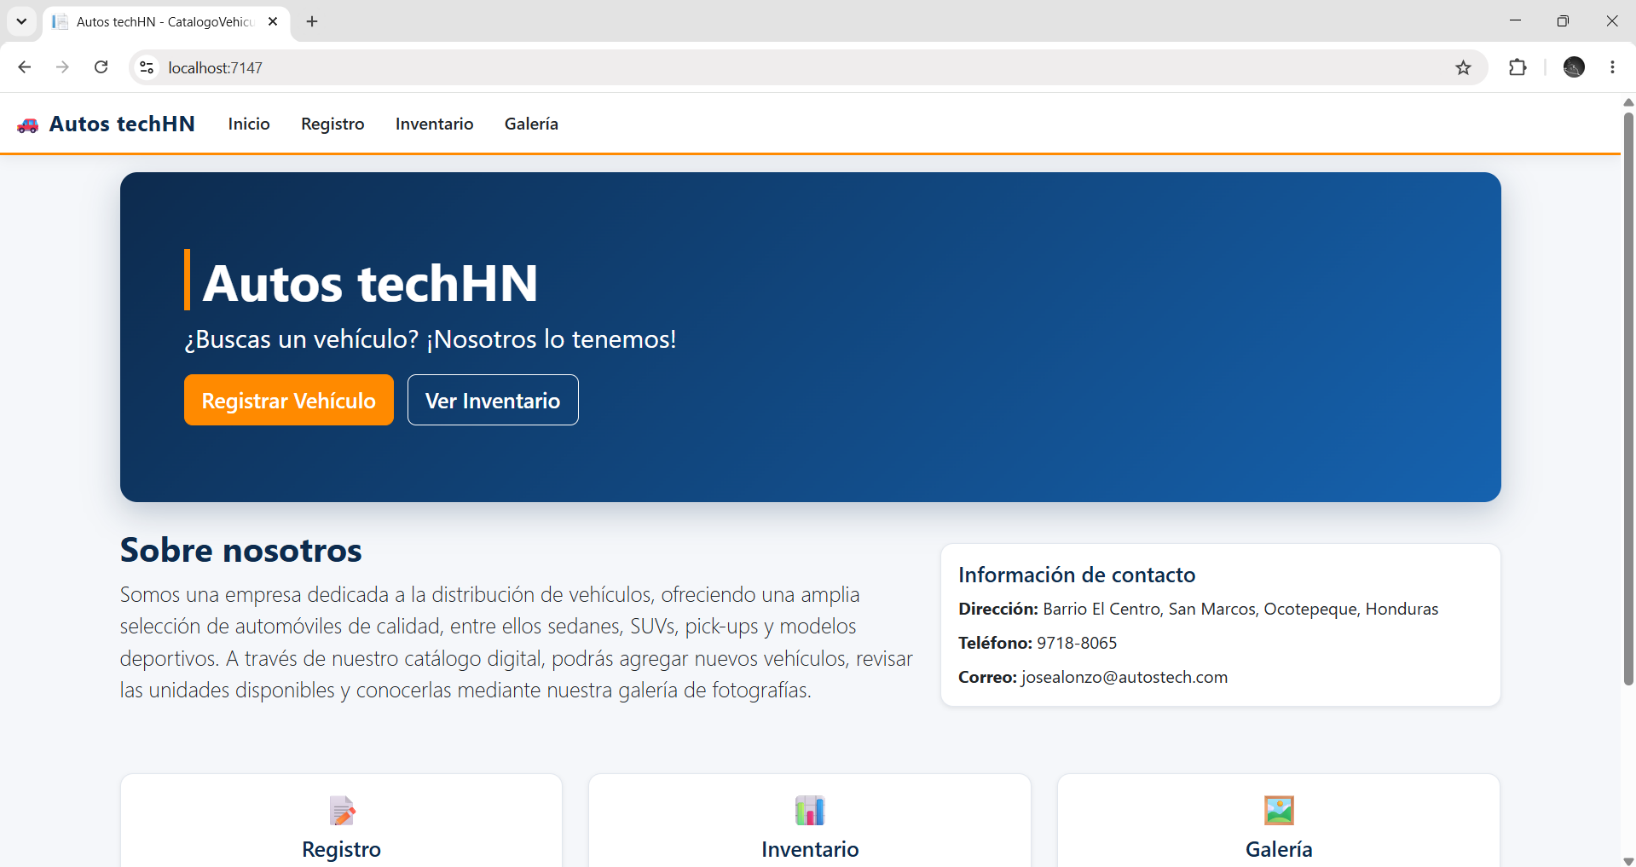 Autos techHN - CatalogoVehicu
localhost:7147
Autos techHN Inicio Registro Inventario Galería
Autos techHN
¿Buscas un vehículo? ¡Nosotros lo tenemos!
Registrar Vehículo Ver Inventario
Sobre nosotros
Somos una empresa dedicada a la distribución de vehículos, ofreciendo una amplia
selección de automóviles de calidad, entre ellos sedanes, SUVs, pick-ups y modelos
deportivos. A través de nuestro catálogo digital, podrás agregar nuevos vehículos, revisar
las unidades disponibles y conocerlas mediante nuestra galería de fotografías.
Información de contacto
Dirección: Barrio El Centro, San Marcos, Ocotepeque, Honduras
Teléfono: 9718-8065
Correo: josealonzo@autostech.com
Registro
Inventario
Galería